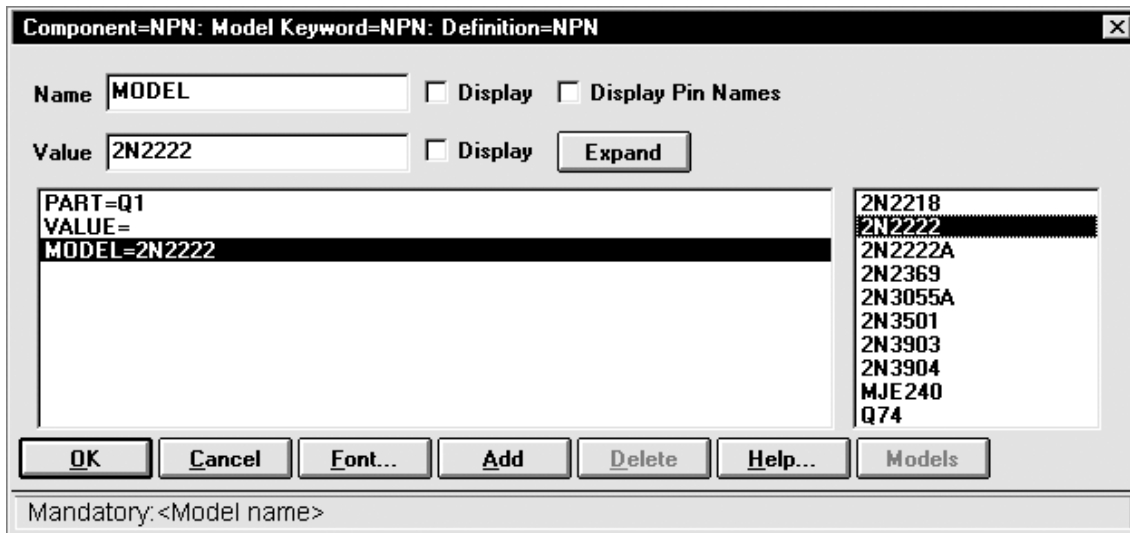 Component=NPN: Model Keyword=NPN: Definition=NPN
Name MODEL Display Display Pin Names
Value 2N2222 Display Expand
PART=Q1
VALUE=
MODEL=2N2222
2N2218
2N2222
2N2222A
2N2369
2N3055A
2N3501
2N3903
2N3904
MJE240
Q74
OK Cancel Font... Add Delete Help... Models
Mandatory:<Model name>